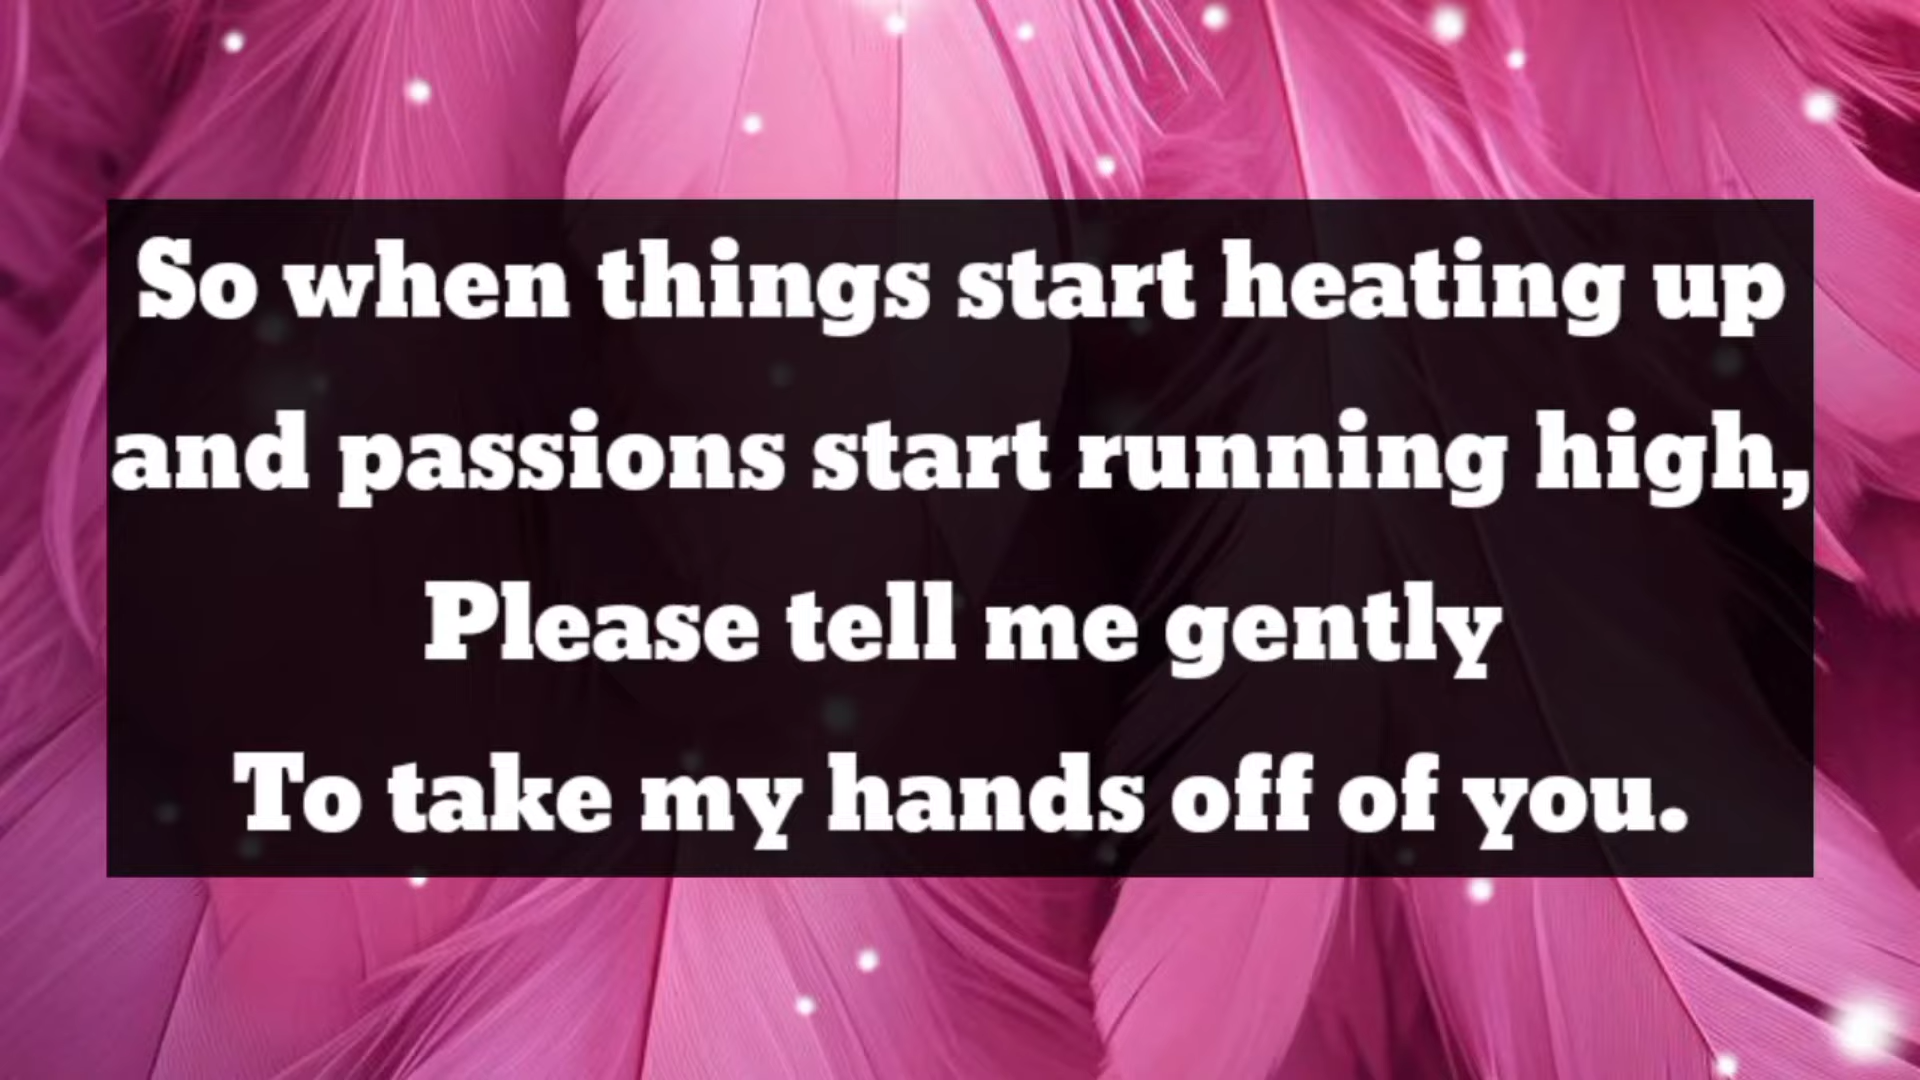 So when things start heating up
and passions start running high,
Please tell me gently
To take my hands off of you.